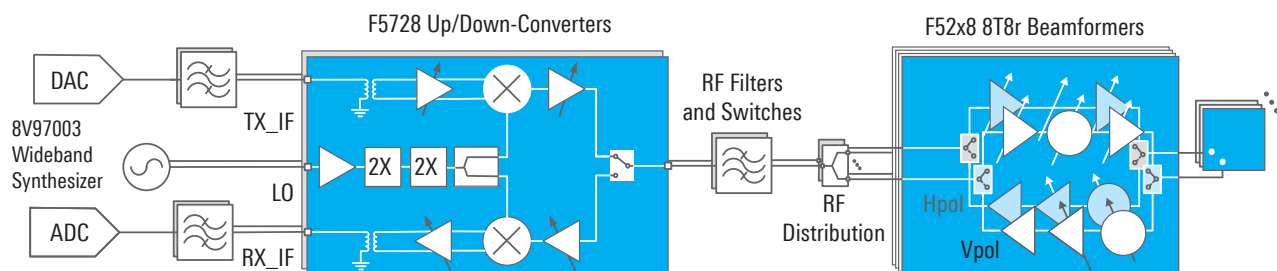 F5728 Up/Down-Converters
F52x8 8T8r Beamformers
DAC
TX_IF
RF Filters
and Switches
8V97003
Wideband
Synthesizer
2X
2X
LO
RF
Distribution
Hpol
Vpol
ADC
RX_IF